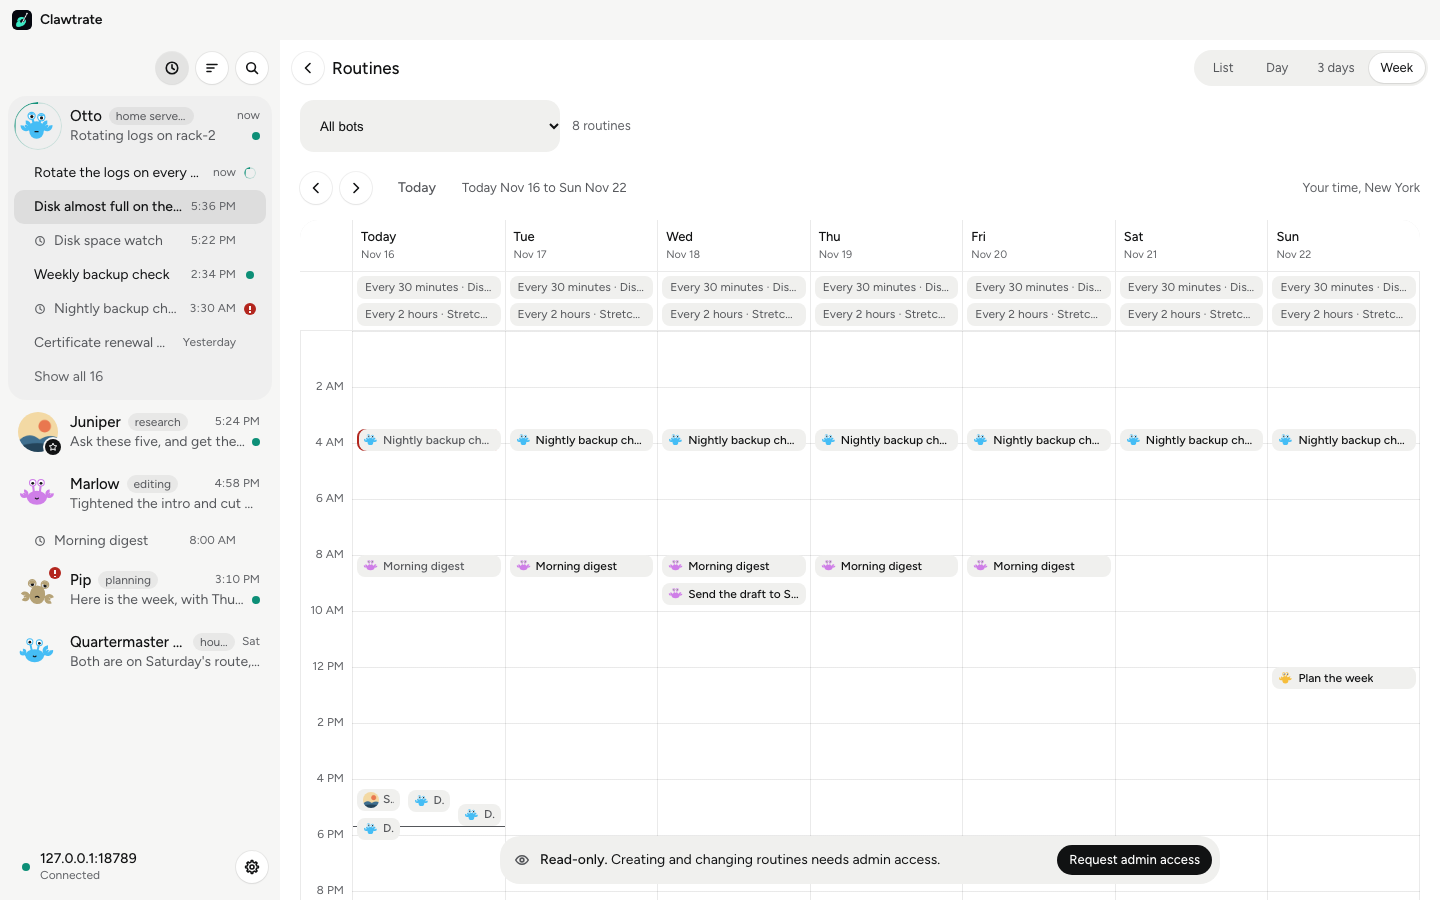 Clawtrate
Otto home serve... now
Rotating logs on rack-2
Rotate the logs on every ... now
Disk almost full on the... 5:36 PM
Disk space watch 5:22 PM
Weekly backup check 2:34 PM
Nightly backup ch... 3:30 AM
Certificate renewal ... Yesterday
Show all 16
Juniper research 5:24 PM
Ask these five, and get the...
Marlow editing 4:58 PM
Tightened the intro and cut ...
Morning digest 8:00 AM
Pip planning 3:10 PM
Here is the week, with Thu...
Quartermaster ... hou... Sat
Both are on Saturday's route,...
127.0.0.1:18789
Connected
Routines
List Day 3 days Week
All bots 8 routines
Today Today Nov 16 to Sun Nov 22 Your time, New York
Today Tue Wed Thu Fri Sat Sun
Nov 16 Nov 17 Nov 18 Nov 19 Nov 20 Nov 21 Nov 22
Every 30 minutes · Dis... Every 30 minutes · Dis... Every 30 minutes · Dis... Every 30 minutes · Dis... Every 30 minutes · Dis... Every 30 minutes · Dis... Every 30 minutes · Dis...
Every 2 hours · Stretc... Every 2 hours · Stretc... Every 2 hours · Stretc... Every 2 hours · Stretc... Every 2 hours · Stretc... Every 2 hours · Stretc... Every 2 hours · Stretc...
2 AM
4 AM Nightly backup ch... Nightly backup ch... Nightly backup ch... Nightly backup ch... Nightly backup ch... Nightly backup ch... Nightly backup ch...
6 AM
8 AM
Morning digest Morning digest Morning digest Morning digest Morning digest
Send the draft to S...
10 AM
12 PM
Plan the week
2 PM
4 PM
S.. D.
D.
D.
6 PM
Read-only. Creating and changing routines needs admin access. Request admin access
8 PM